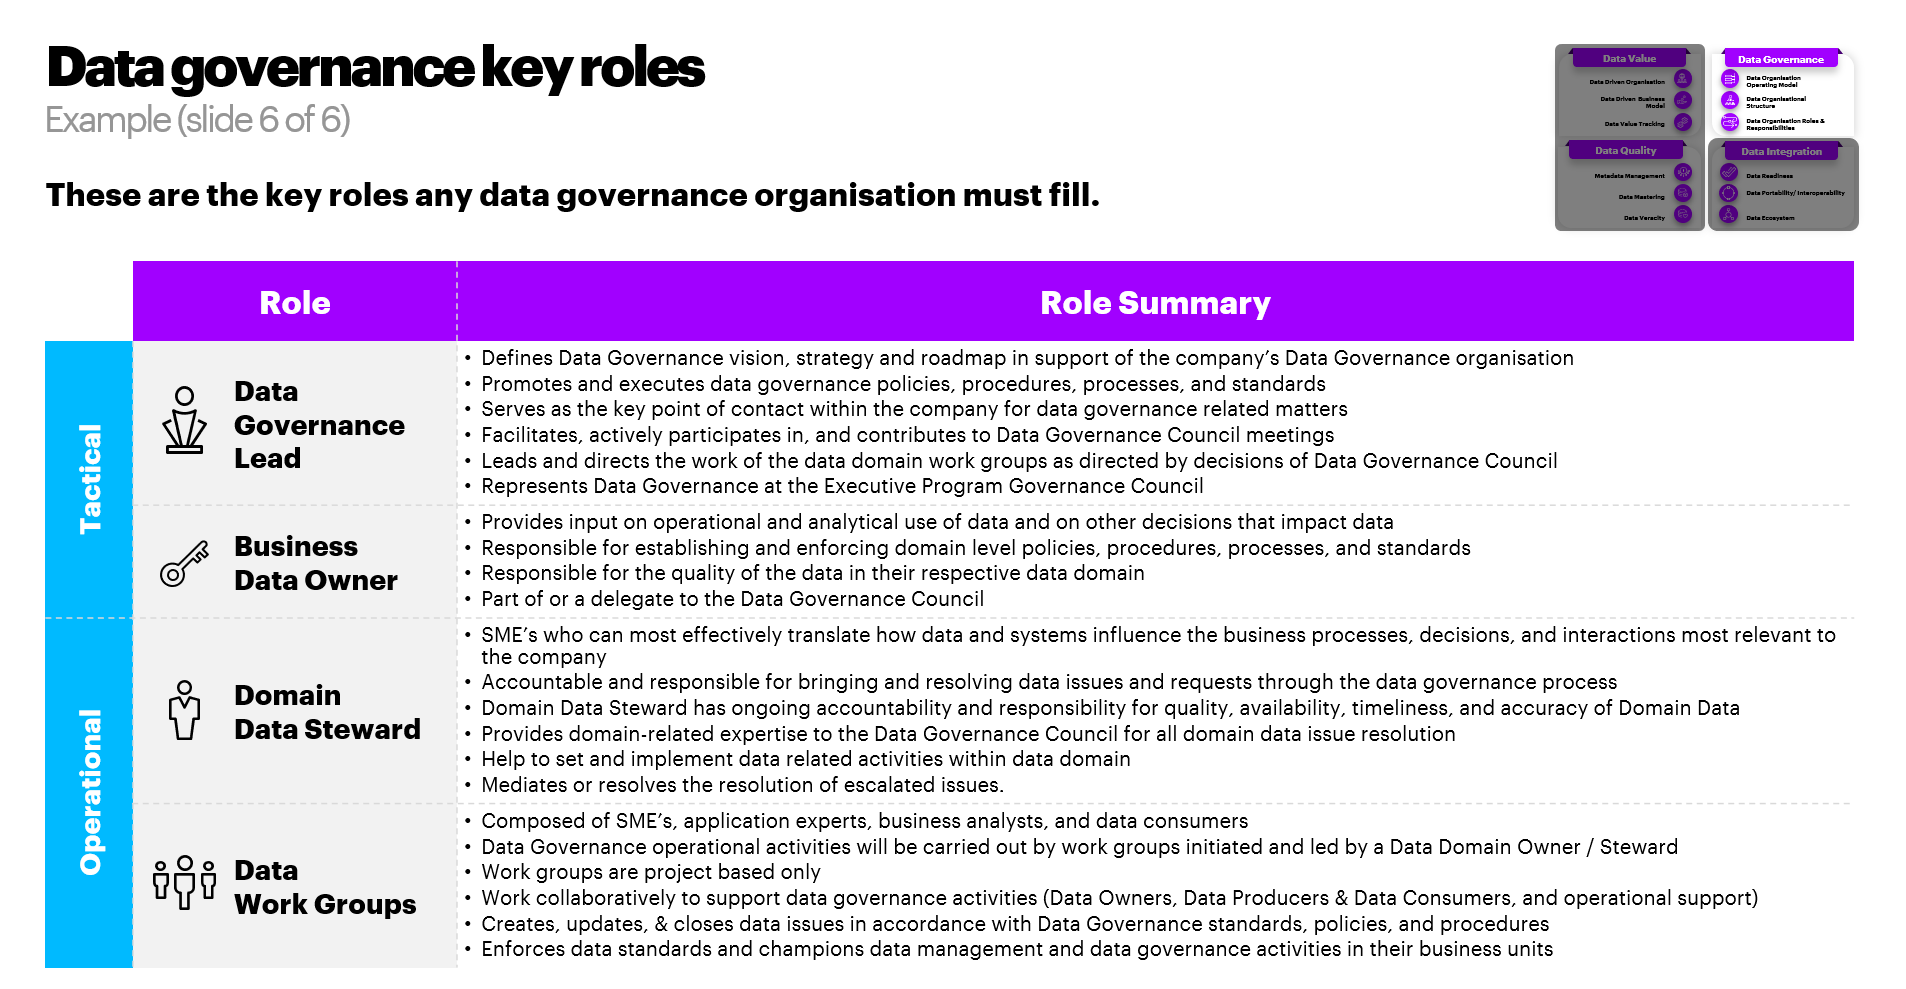 Data governance key roles
Example (slide 6 of 6)
These are the key roles any data governance organisation must fill.
Data Value
Data Driven Organisation
Data Driven Business
Model
Data Value Tracking
Data Governance
Data Organisation
Operating Model
Data Organisational
Structure
Data Organisation Roles &
Responsibilities
Data Quality
Metadata Management
Data Mastering
Data Veracity
Data Integration
Data Readiness
Data Portability/ Interoperability
Data Ecosystem
Role
Role Summary
Tactical
Data
Governance
Lead
• Defines Data Governance vision, strategy and roadmap in support of the company’s Data Governance organisation
• Promotes and executes data governance policies, procedures, processes, and standards
• Serves as the key point of contact within the company for data governance related matters
• Facilitates, actively participates in, and contributes to Data Governance Council meetings
• Leads and directs the work of the data domain work groups as directed by decisions of Data Governance Council
• Represents Data Governance at the Executive Program Governance Council
Business
Data Owner
• Provides input on operational and analytical use of data and on other decisions that impact data
• Responsible for establishing and enforcing domain level policies, procedures, processes, and standards
• Responsible for the quality of the data in their respective data domain
• Part of or a delegate to the Data Governance Council
Operational
Domain
Data Steward
• SME’s who can most effectively translate how data and systems influence the business processes, decisions, and interactions most relevant to
the company
• Accountable and responsible for bringing and resolving data issues and requests through the data governance process
• Domain Data Steward has ongoing accountability and responsibility for quality, availability, timeliness, and accuracy of Domain Data
• Provides domain-related expertise to the Data Governance Council for all domain data issue resolution
• Help to set and implement data related activities within data domain
• Mediates or resolves the resolution of escalated issues.
Data
Work Groups
• Composed of SME’s, application experts, business analysts, and data consumers
• Data Governance operational activities will be carried out by work groups initiated and led by a Data Domain Owner / Steward
• Work groups are project based only
• Work collaboratively to support data governance activities (Data Owners, Data Producers & Data Consumers, and operational support)
• Creates, updates, & closes data issues in accordance with Data Governance standards, policies, and procedures
• Enforces data standards and champions data management and data governance activities in their business units